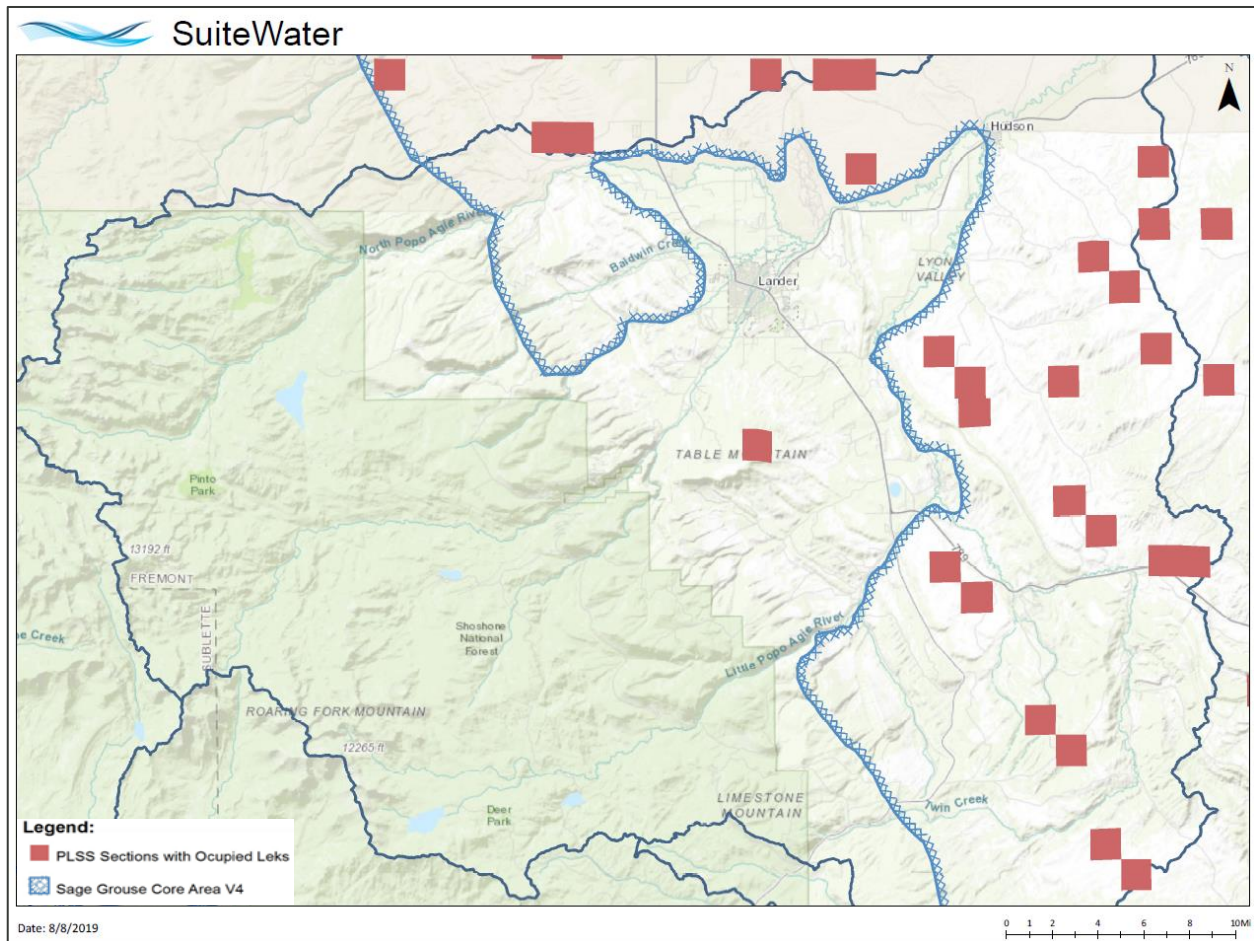 SuiteWater
N
789
Hudson
North Popo Agie River
Baldwin Creek
LYONS
VALLEY
Lander
TABLE MOUNTAIN
Pinto
Park
13192 ft
FREMONT
SUBLETTE
789
Shoshone
National
Forest
ne Creek
Little Popo Agie River
ROARING FORK MOUNTAIN
12265 ft
LIMESTONE
MOUNTAIN
Deer
Park
Twin Creek
Legend:
PLSS Sections with Ocupied Leks
Sage Grouse Core Area V4
Date: 8/8/2019
0 1 2 4 6 8 10Mi